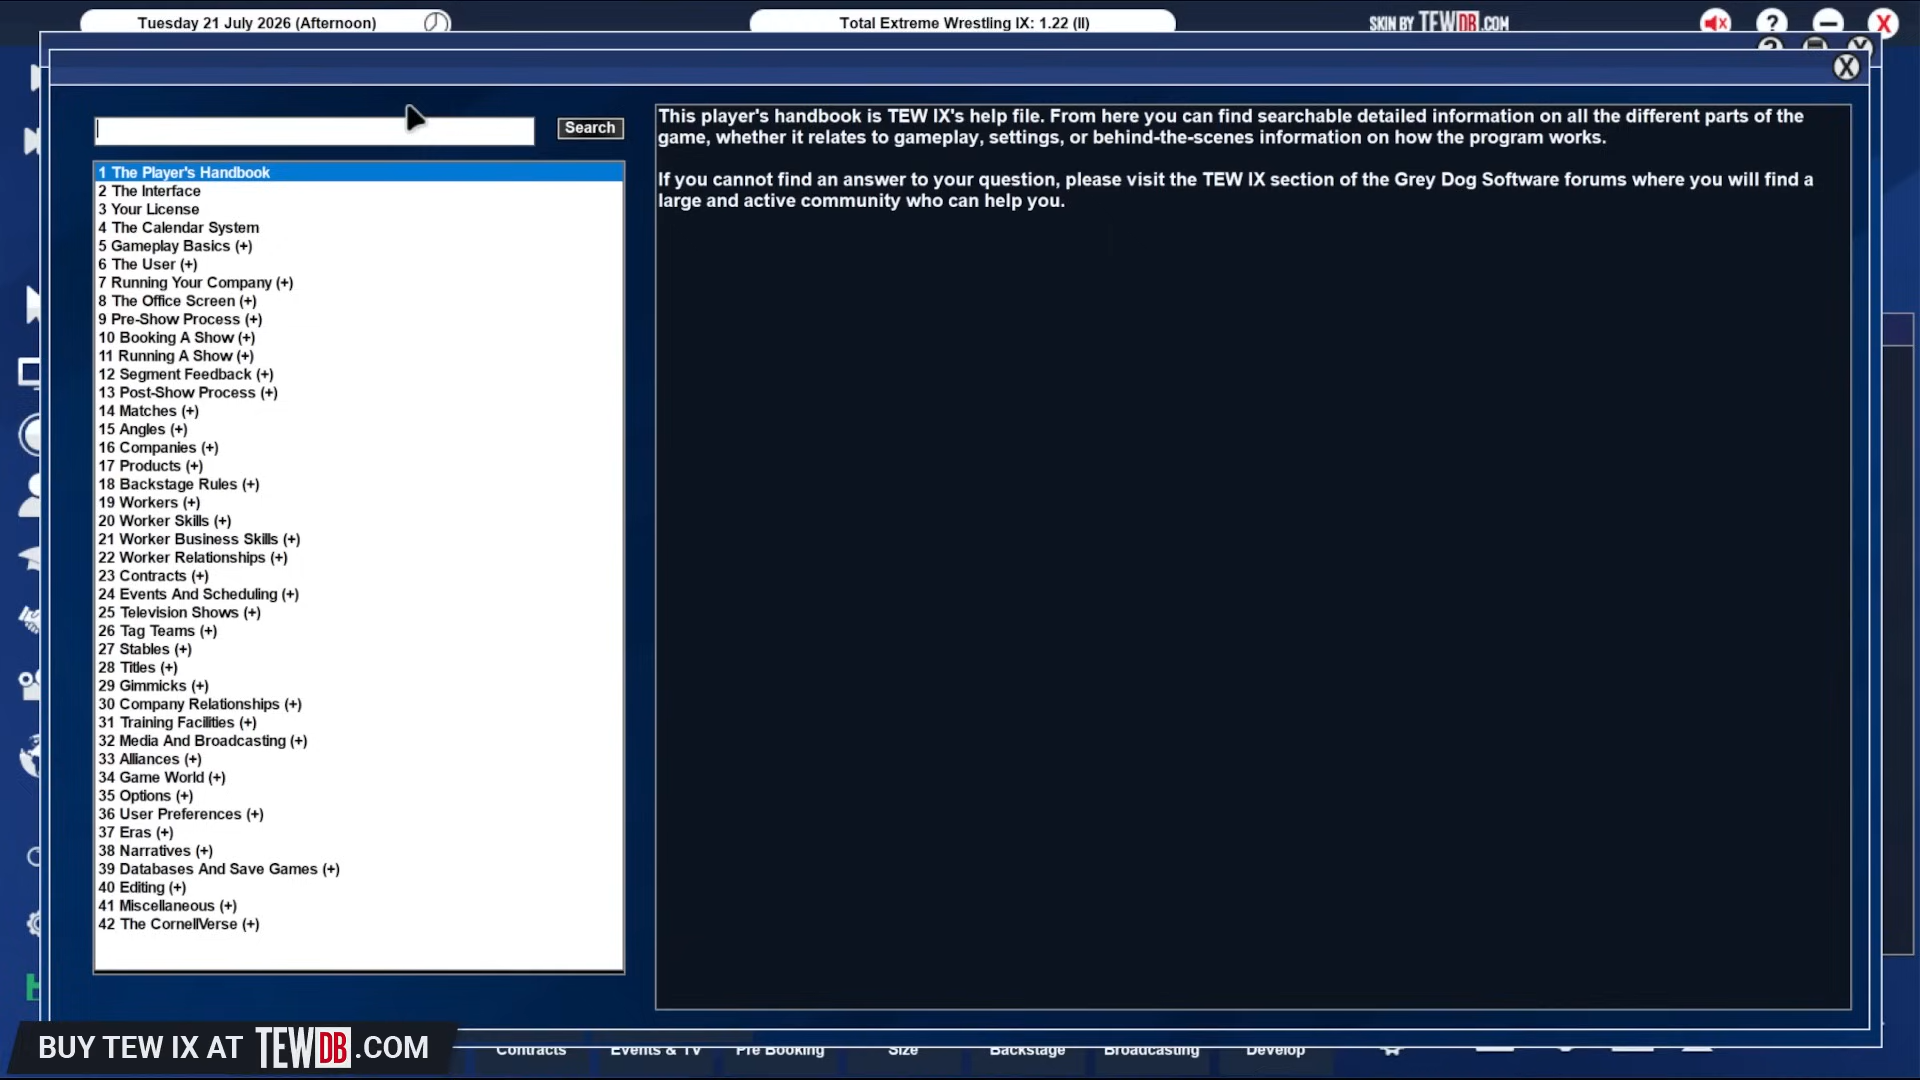 Tuesday 21 July 2026 (Afternoon)
Total Extreme Wrestling IX: 1.22 (II)
SKIN BY TEWDB.COM
Search
1 The Player's Handbook
2 The Interface
3 Your License
4 The Calendar System
5 Gameplay Basics (+)
6 The User (+)
7 Running Your Company (+)
8 The Office Screen (+)
9 Pre-Show Process (+)
10 Booking A Show (+)
11 Running A Show (+)
12 Segment Feedback (+)
13 Post-Show Process (+)
14 Matches (+)
15 Angles (+)
16 Companies (+)
17 Products (+)
18 Backstage Rules (+)
19 Workers (+)
20 Worker Skills (+)
21 Worker Business Skills (+)
22 Worker Relationships (+)
23 Contracts (+)
24 Events And Scheduling (+)
25 Television Shows (+)
26 Tag Teams (+)
27 Stables (+)
28 Titles (+)
29 Gimmicks (+)
30 Company Relationships (+)
31 Training Facilities (+)
32 Media And Broadcasting (+)
33 Alliances (+)
34 Game World (+)
35 Options (+)
36 User Preferences (+)
37 Eras (+)
38 Narratives (+)
39 Databases And Save Games (+)
40 Editing (+)
41 Miscellaneous (+)
42 The CornellVerse (+)
This player's handbook is TEW IX's help file. From here you can find searchable detailed information on all the different parts of the
game, whether it relates to gameplay, settings, or behind-the-scenes information on how the program works.
If you cannot find an answer to your question, please visit the TEW IX section of the Grey Dog Software forums where you will find a
large and active community who can help you.
BUY TEW IX AT TEWDB.COM
Contracts
Events & TV
Pre Booking
Size
Backstage
Broadcasting
Develop